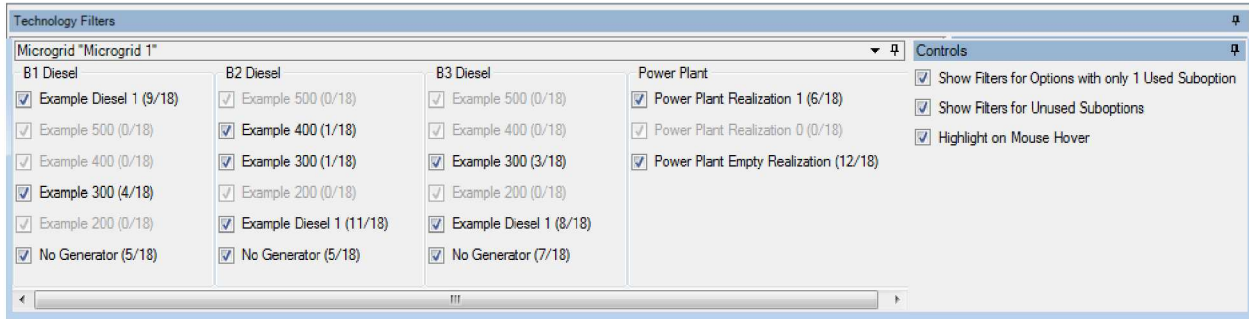 Technology Filters
Microgrid "Microgrid 1"
B1 Diesel
Example Diesel 1 (9/18)
Example 500 (0/18)
Example 400 (0/18)
Example 300 (4/18)
Example 200 (0/18)
No Generator (5/18)
B2 Diesel
Example 500 (0/18)
Example 400 (1/18)
Example 300 (1/18)
Example 200 (0/18)
Example Diesel 1 (11/18)
No Generator (5/18)
B3 Diesel
Example 500 (0/18)
Example 400 (0/18)
Example 300 (3/18)
Example 200 (0/18)
Example Diesel 1 (8/18)
No Generator (7/18)
Power Plant
Power Plant Realization 1 (6/18)
Power Plant Realization 0 (0/18)
Power Plant Empty Realization (12/18)
Controls
Show Filters for Options with only 1 Used Suboption
Show Filters for Unused Suboptions
Highlight on Mouse Hover